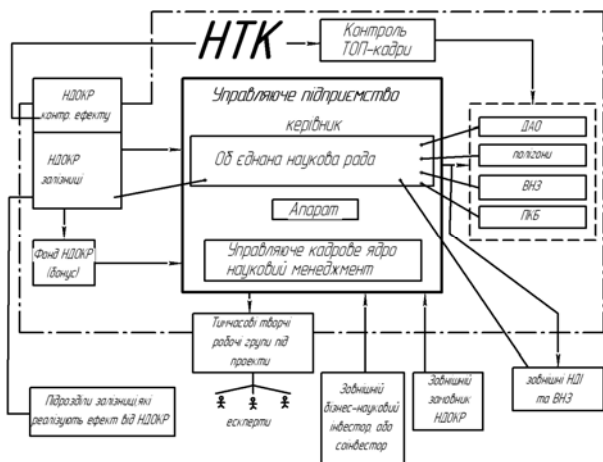 НТК
Контроль
ТОП-кадри
НДОКР
контр. ефекту
НДОКР
залізниці
Фонд НДОКР
(бонус)
Управляюче підприємство
керівник
Об єднана наукова рада
Апарат
Управляюче кадрове ядро
науковий менеджмент
ДАО
полігони
ВНЗ
ПКБ
Тимчасові творчі
рабочі групи під
проекти
ескперти
Підрозділи залізниці,які
реалізують ефект від НДОКР
Зовнішній
бізнес-науковий
інвестор, або
соінвестор
Зовнішній
замовник
НДОКР
зовнішні НДІ
та ВНЗ